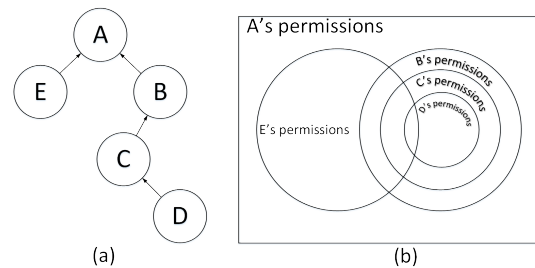 A
E
B
C
D
(a)
A's permissions
B's permissions
C's permissions
D's permissions
E's permissions
(b)